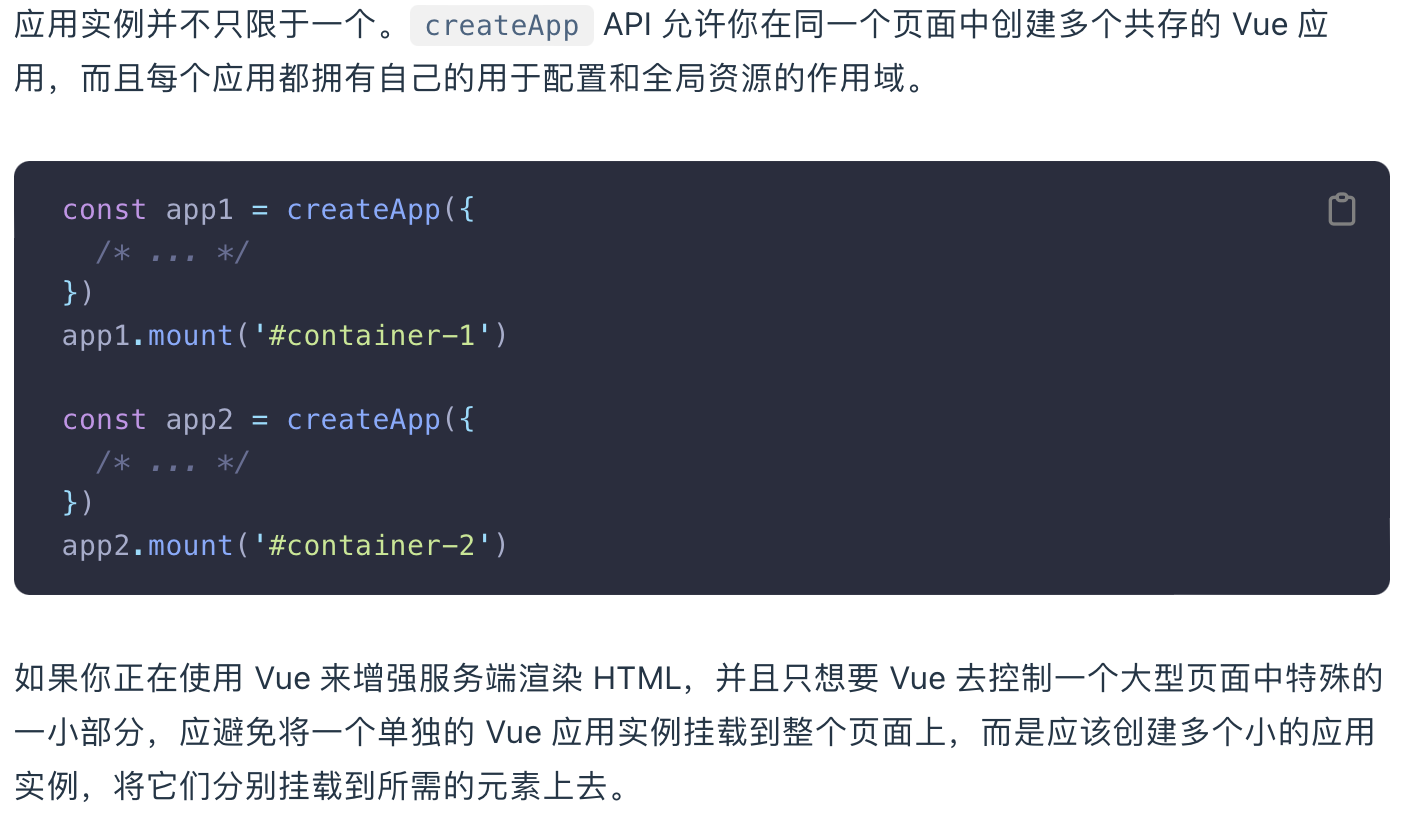 应用实例并不只限于一个。createApp API 允许你在同一个页面中创建多个共存的 Vue 应
用，而且每个应用都拥有自己的用于配置和全局资源的作用域。
const app1 = createApp({
  /* ... */
})
app1.mount('#container-1')

const app2 = createApp({
  /* ... */
})
app2.mount('#container-2')
如果你正在使用 Vue 来增强服务端渲染 HTML，并且只想要 Vue 去控制一个大型页面中特殊的
一小部分，应避免将一个单独的 Vue 应用实例挂载到整个页面上，而是应该创建多个小的应用
实例，将它们分别挂载到所需的元素上去。